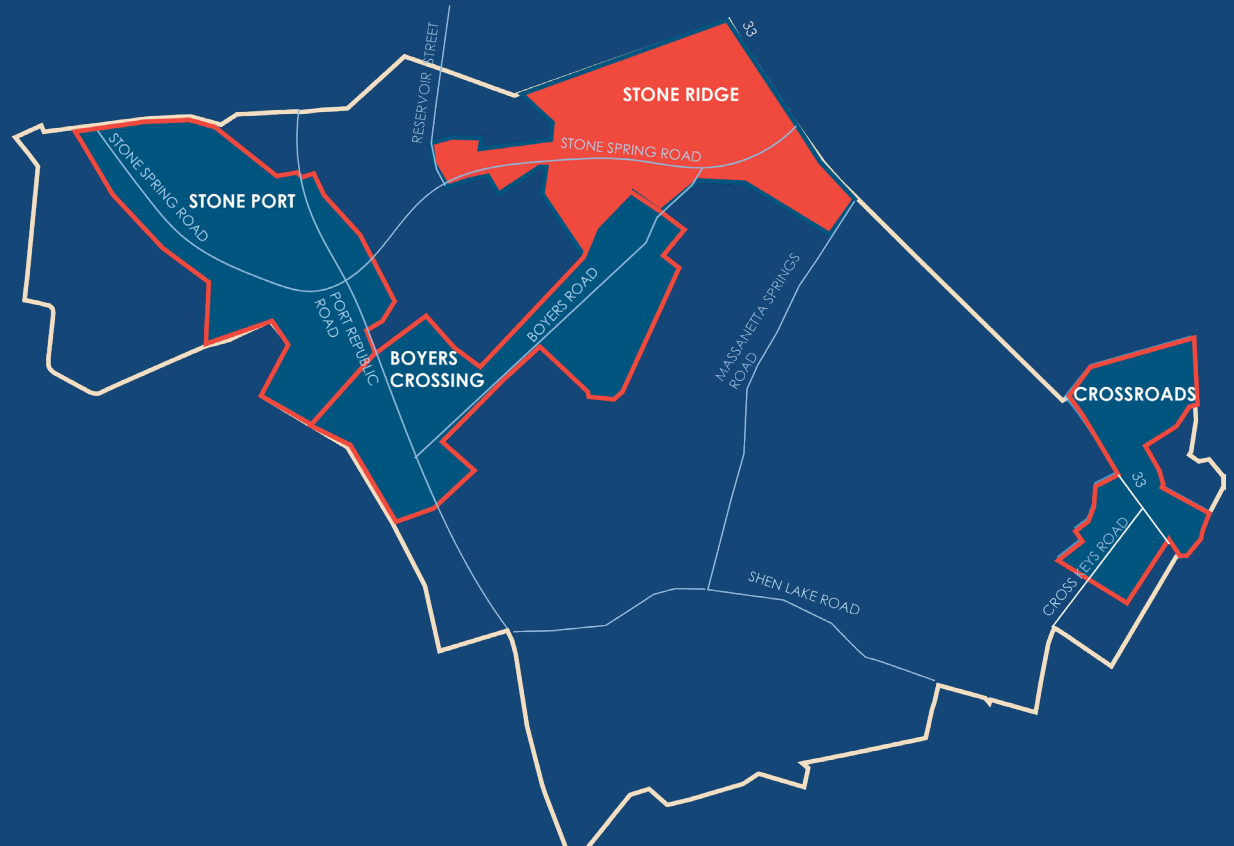 33
RESERVOIR STREET
STONE RIDGE
STONE SPRING ROAD
STONE SPRING ROAD
STONE PORT
PORT REPUBLIC
ROAD
BOYERS ROAD
MASSANETTA SPRINGS
ROAD
BOYERS
CROSSING
CROSSROADS
33
CROSS KEYS ROAD
SHEN LAKE ROAD